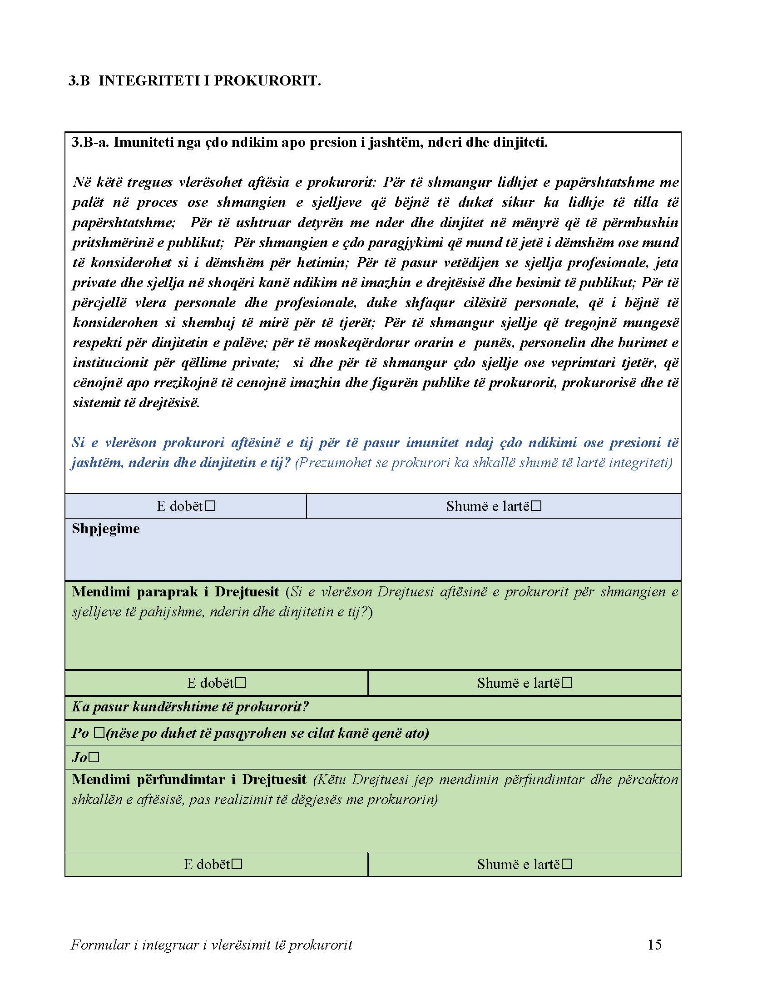 3.B INTEGRITETI I PROKURORIT.
3.B-a. Imuniteti nga çdo ndikim apo presion i jashtëm, nderi dhe dinjiteti.
Në këtë tregues vlerësohet aftësia e prokurorit: Për të shmangur lidhjet e papërshtatshme me
palët në proces ose shmangien e sjelljeve që bëjnë të duket sikur ka lidhje të tilla të
papërshtatshme; Për të ushtruar detyrën me nder dhe dinjitet në mënyrë që të përmbushin
pritshmërinë e publikut; Për shmangien e çdo paragjykimi që mund të jetë i dëmshëm ose mund
të konsiderohet si i dëmshëm për hetimin; Për të pasur vetëdijen se sjellja profesionale, jeta
private dhe sjellja në shoqëri kanë ndikim në imazhin e drejtësisë dhe besimit të publikut; Për të
përcjellë vlera personale dhe profesionale, duke shfaqur cilësitë personale, që i bëjnë të
konsiderohen si shembuj të mirë për të tjerët; Për të shmangur sjellje që tregojnë mungesë
respekti për dinjitetin e palëve; për të moskeqërdorur orarin e punës, personelin dhe burimet e
institucionit për qëllime private; si dhe për të shmangur çdo sjellje ose veprimtari tjetër, që
cënojnë apo rrezikojnë të cenojnë imazhin dhe figurën publike të prokurorit, prokurorisë dhe të
sistemit të drejtësisë.
Si e vlerëson prokurori aftësinë e tij për të pasur imunitet ndaj çdo ndikimi ose presioni të
jashtëm, nderin dhe dinjitetin e tij? (Prezumohet se prokurori ka shkallë shumë të lartë integriteti)
E dobët☐ Shumë e lartë☐
Shpjegime
Mendimi paraprak i Drejtuesit (Si e vlerëson Drejtuesi aftësinë e prokurorit për shmangien e
sjelljeve të pahijshme, nderin dhe dinjitetin e tij?)
E dobët☐ Shumë e lartë☐
Ka pasur kundërshtime të prokurorit?
Po ☐(nëse po duhet të pasqyrohen se cilat kanë qenë ato)
Jo☐
Mendimi përfundimtar i Drejtuesit (Këtu Drejtuesi jep mendimin përfundimtar dhe përcakton
shkallën e aftësisë, pas realizimit të dëgjesës me prokurorin)
E dobët☐ Shumë e lartë☐
Formular i integruar i vlerësimit të prokurorit 15